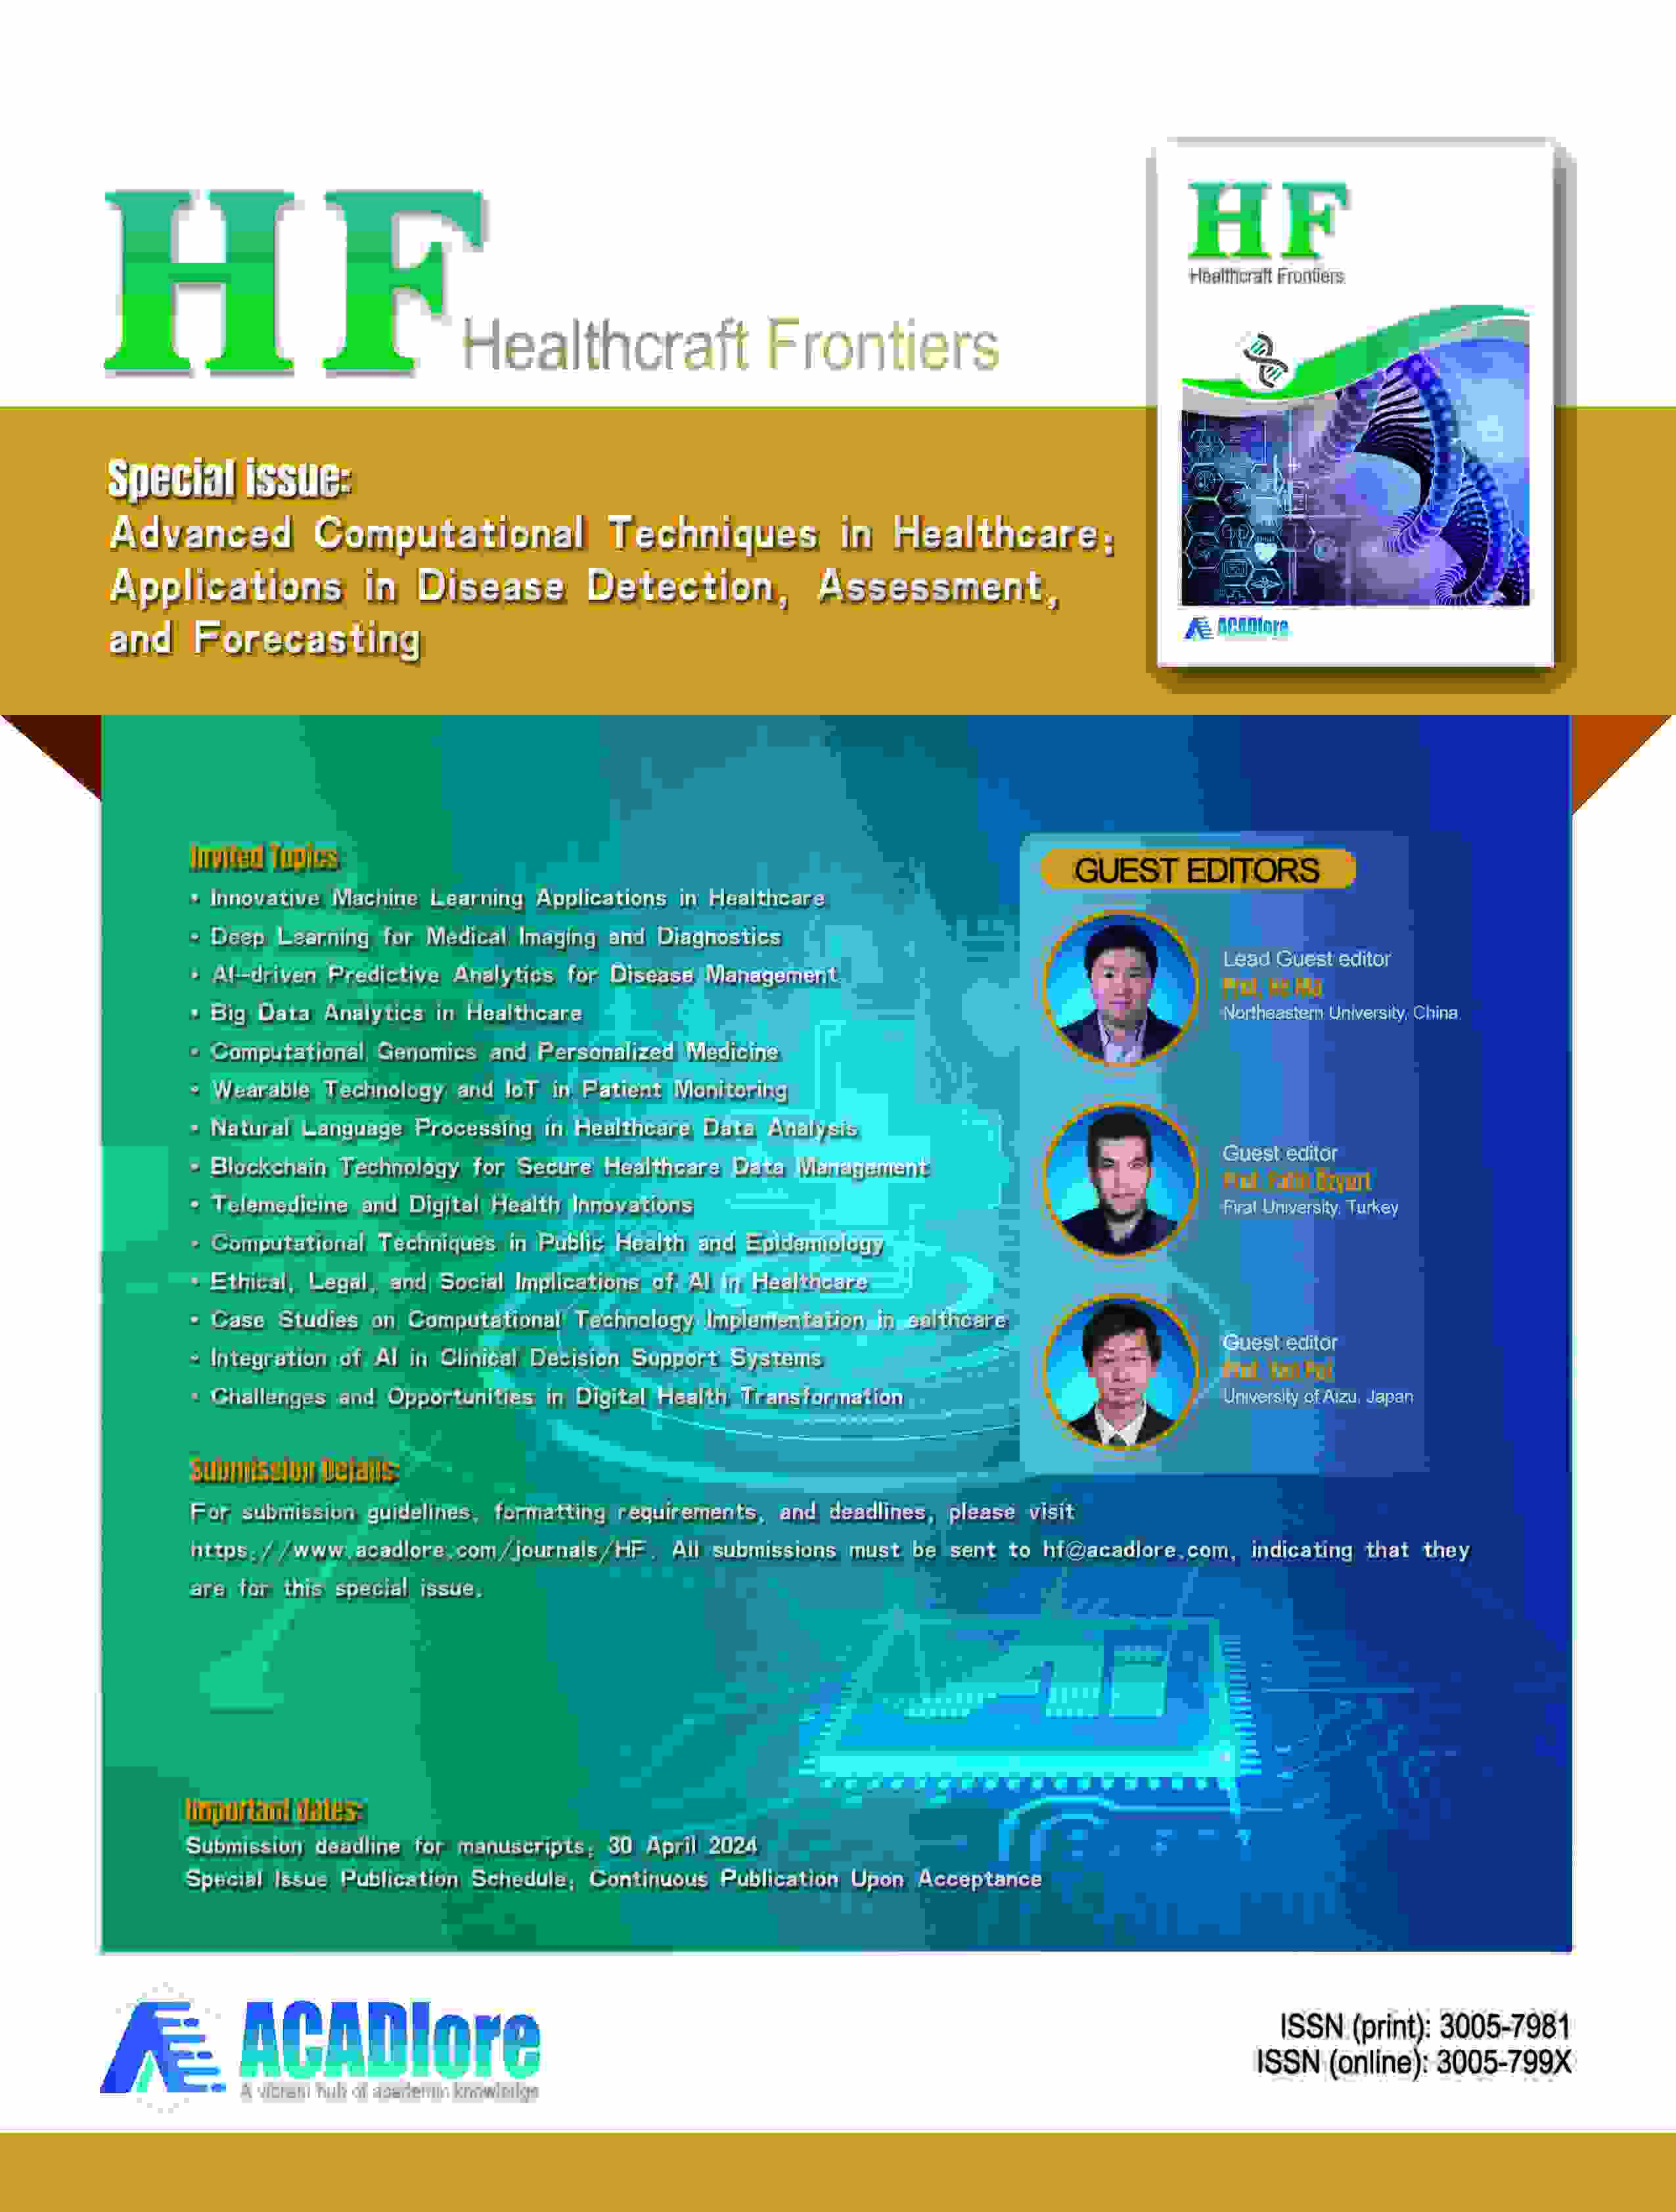 HF Healthcraft Frontiers
HF
Healthcraft Frontiers
ACADlore
Special issue:
Advanced Computational Techniques in Healthcare:
Applications in Disease Detection, Assessment,
and Forecasting
Invited Topics
• Innovative Machine Learning Applications in Healthcare
• Deep Learning for Medical Imaging and Diagnostics
• AI-driven Predictive Analytics for Disease Management
• Big Data Analytics in Healthcare
• Computational Genomics and Personalized Medicine
• Wearable Technology and IoT in Patient Monitoring
• Natural Language Processing in Healthcare Data Analysis
• Blockchain Technology for Secure Healthcare Data Management
• Telemedicine and Digital Health Innovations
• Computational Techniques in Public Health and Epidemiology
• Ethical, Legal, and Social Implications of AI in Healthcare
• Case Studies on Computational Technology Implementation in ealthcare
• Integration of AI in Clinical Decision Support Systems
• Challenges and Opportunities in Digital Health Transformation
GUEST EDITORS
Lead Guest editor
Prof.
Northeastern University, China
Guest editor
Prof. Fatih Ozyurt
Firat University, Turkey
Guest editor
Prof. Yan Pei
University of Aizu, Japan
Submission Details:
For submission guidelines, formatting requirements, and deadlines, please visit
https://www.acadlore.com/journals/HF. All submissions must be sent to hf@acadlore.com, indicating that they
are for this special issue.
AI
Important dates:
Submission deadline for manuscripts: 30 April 2024
Special Issue Publication Schedule: Continuous Publication Upon Acceptance
ACADlore
A vibrant hub of academic knowledge
ISSN (print): 3005-7981
ISSN (online): 3005-799X